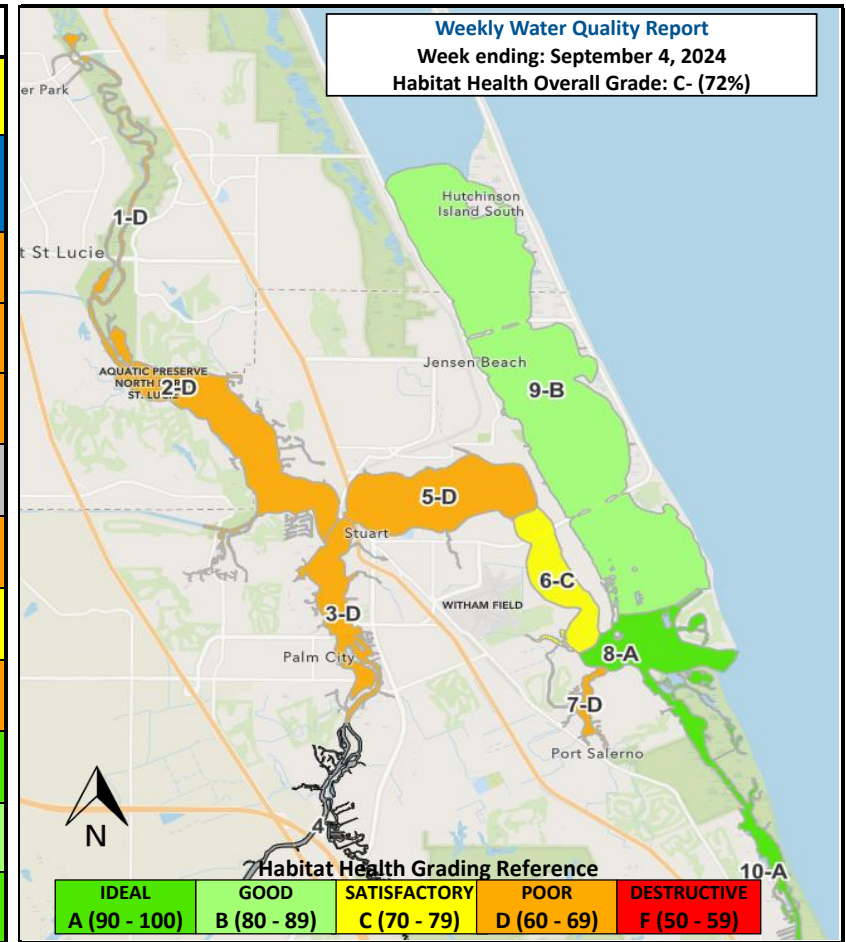 Weekly Water Quality Report
Week ending: September 4, 2024
Habitat Health Overall Grade: C- (72%)
er Park
Hutchinson
Island South
1-D
t St Lucie
Jensen Beach
AQUATIC PRESERVE
NORTH
ST. LU
2-D
9-B
5-D
Stuart
6-C
WITHAM FIELD
3-D
Palm City
8-A
7-D
Port Salerno
N
4
10-A
Habitat Health Grading Reference
IDEAL GOOD SATISFACTORY POOR DESTRUCTIVE
A (90 - 100) B (80 - 89) C (70 - 79) D (60 - 69) F (50 - 59)